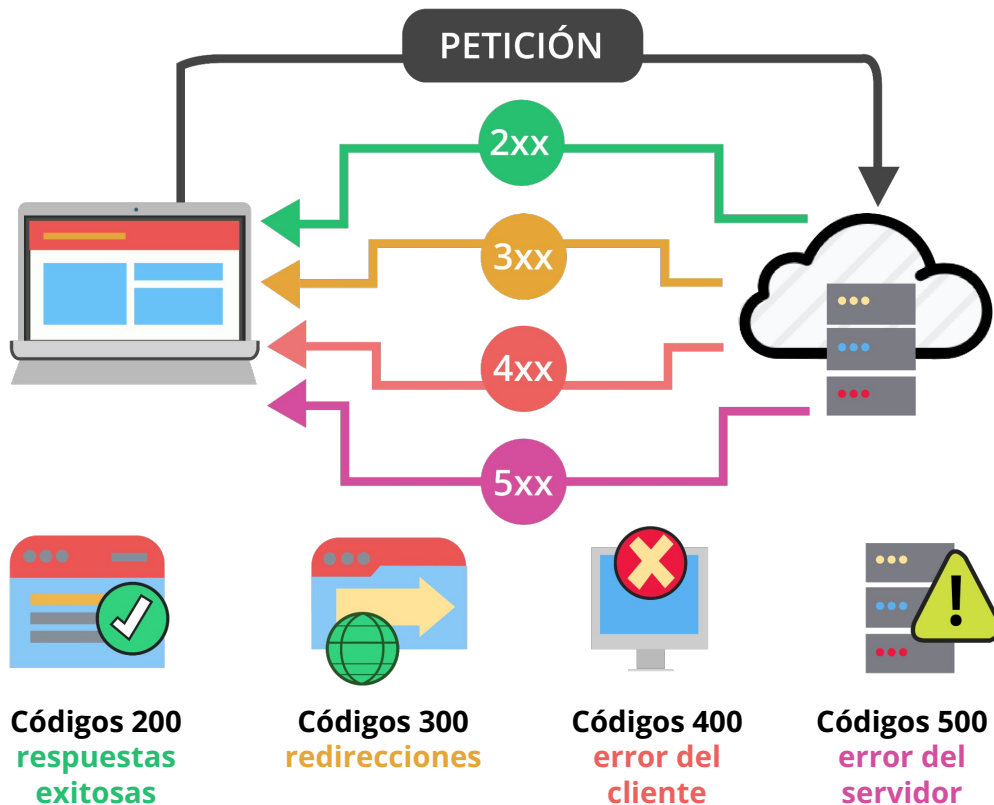 PETICIÓN
2xx
3xx
4xx
5xx
Códigos 200
respuestas
exitosas
Códigos 300
redirecciones
Códigos 400
error del
cliente
Códigos 500
error del
servidor